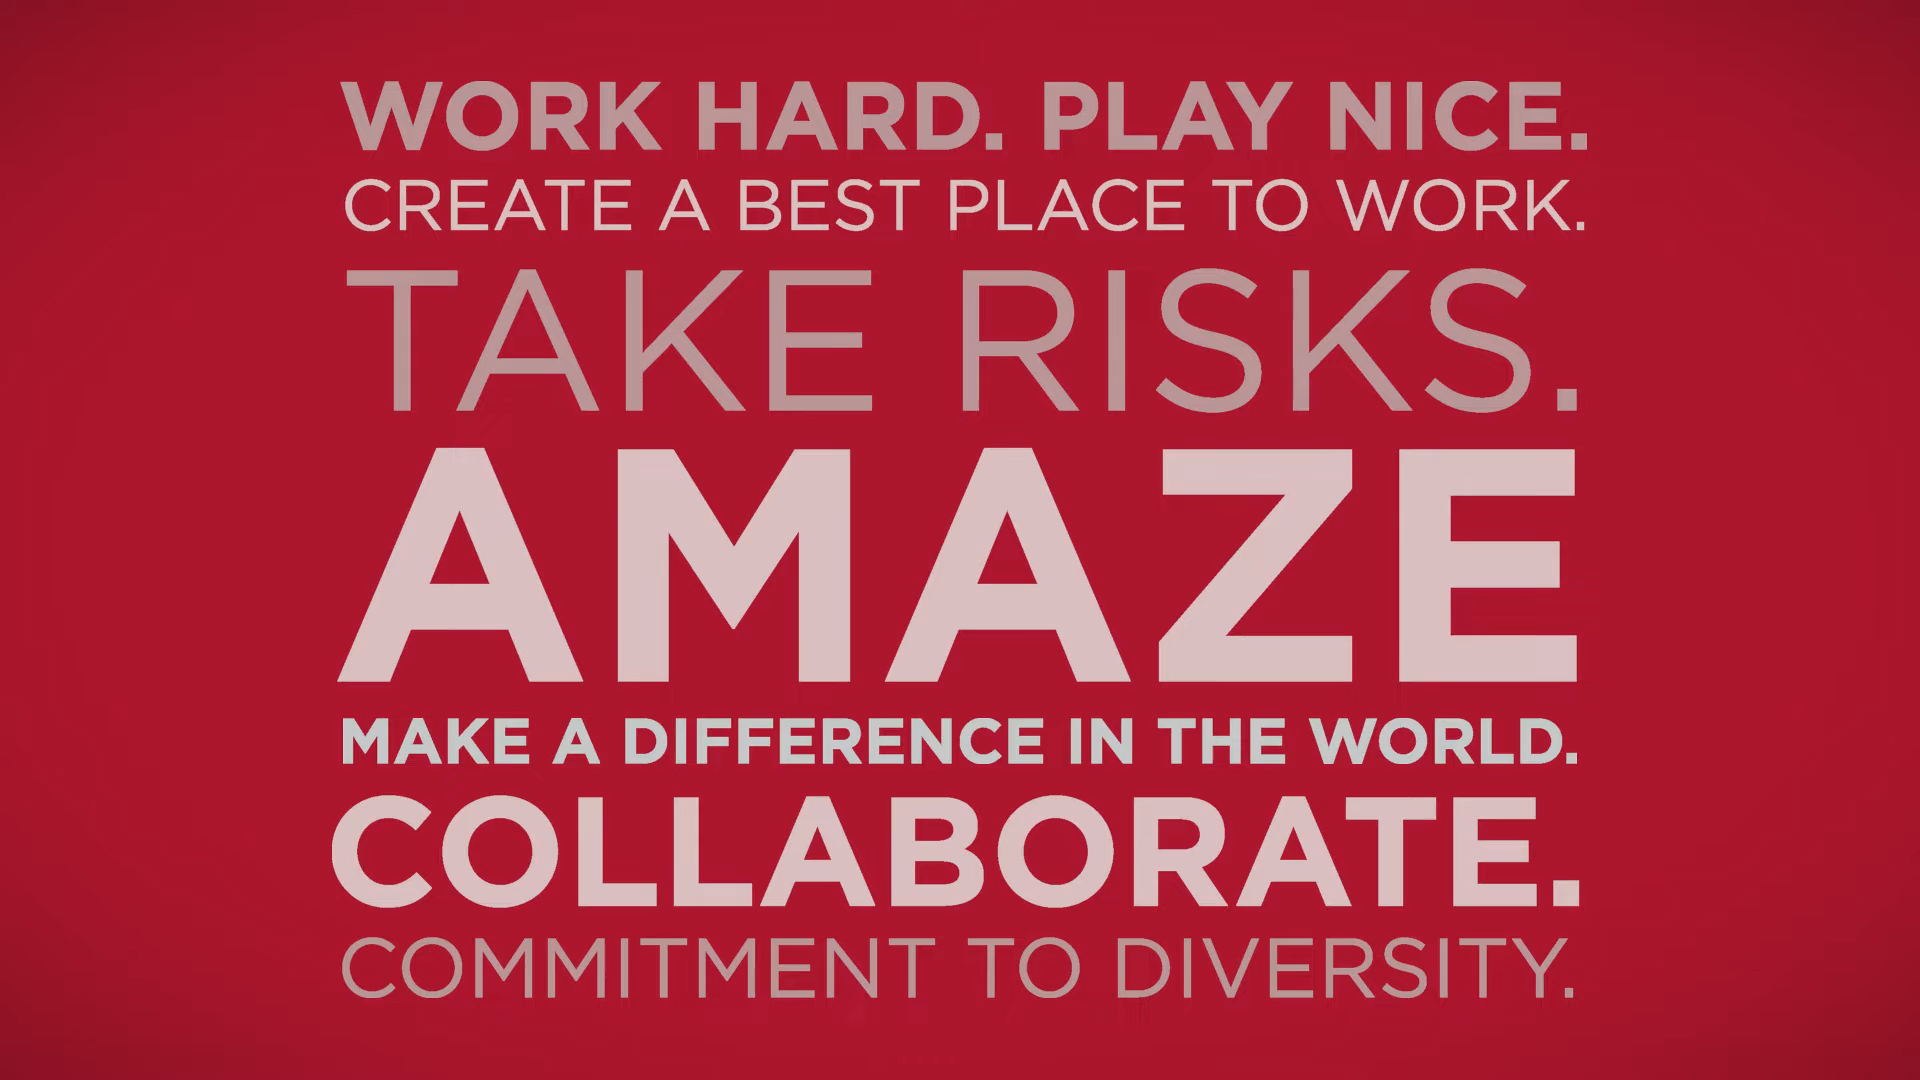 WORK HARD. PLAY NICE.
CREATE A BEST PLACE TO WORK.
TAKE RISKS.
AMAZE
MAKE A DIFFERENCE IN THE WORLD.
COLLABORATE.
COMMITMENT TO DIVERSITY.